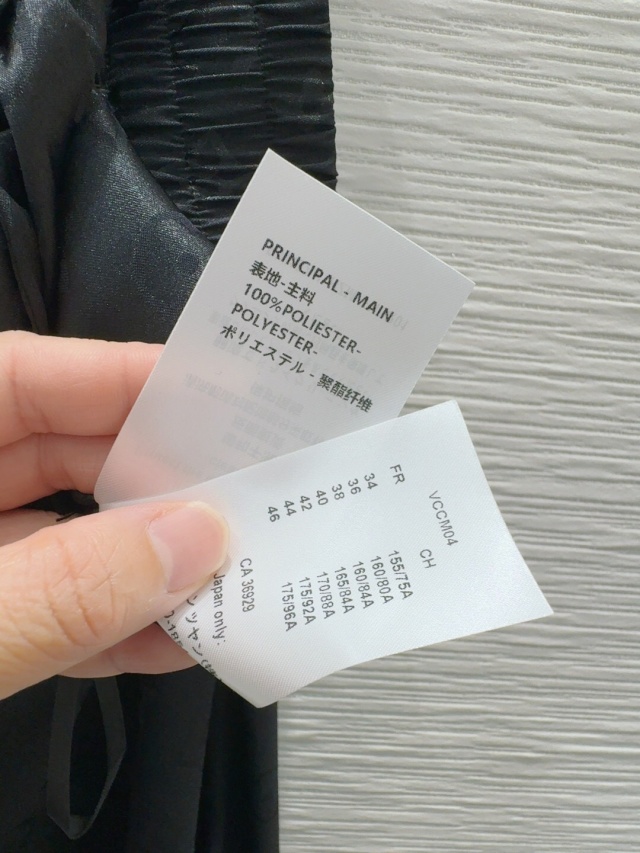 PRINCIPAL - MAIN
表地-主料
100%POLIESTER-
POLYESTER-
ポリエステル - 聚酯纤维
VCCM04
FR CH
34 155/75A
36 160/80A
38 160/84A
40 165/84A
42 170/88A
44 175/92A
46 175/96A
CA 36929
Japan only: